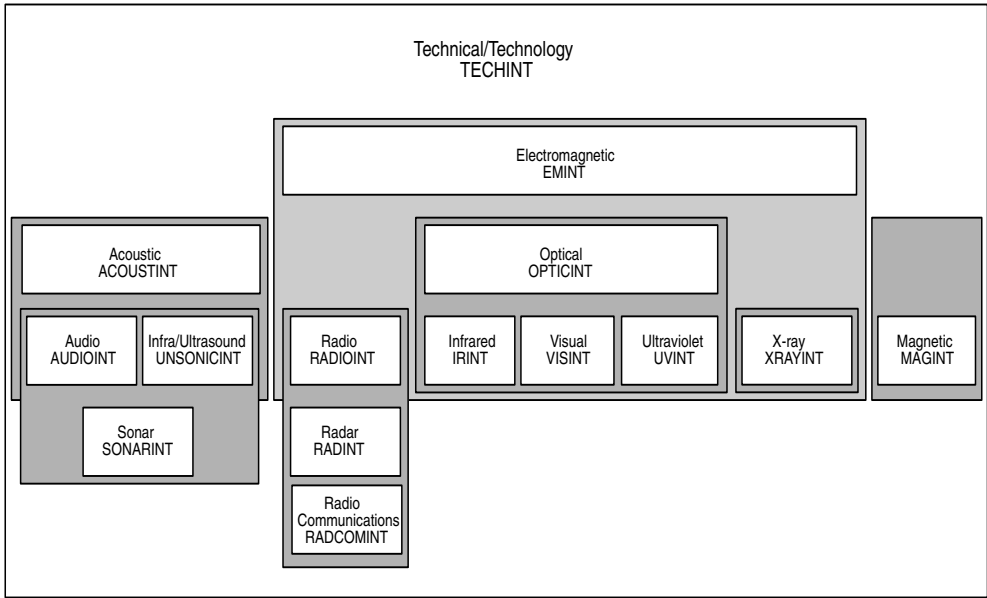 Technical/Technology
TECHINT
Electromagnetic
EMINT
Acoustic
ACOUSTINT
Optical
OPTICINT
Audio
AUDIOINT
Infra/Ultrasound
UNSONICINT
Radio
RADIOINT
Infrared
IRINT
Visual
VISINT
Ultraviolet
UVINT
X-ray
XRAYINT
Magnetic
MAGINT
Sonar
SONARINT
Radar
RADINT
Radio
Communications
RADCOMINT